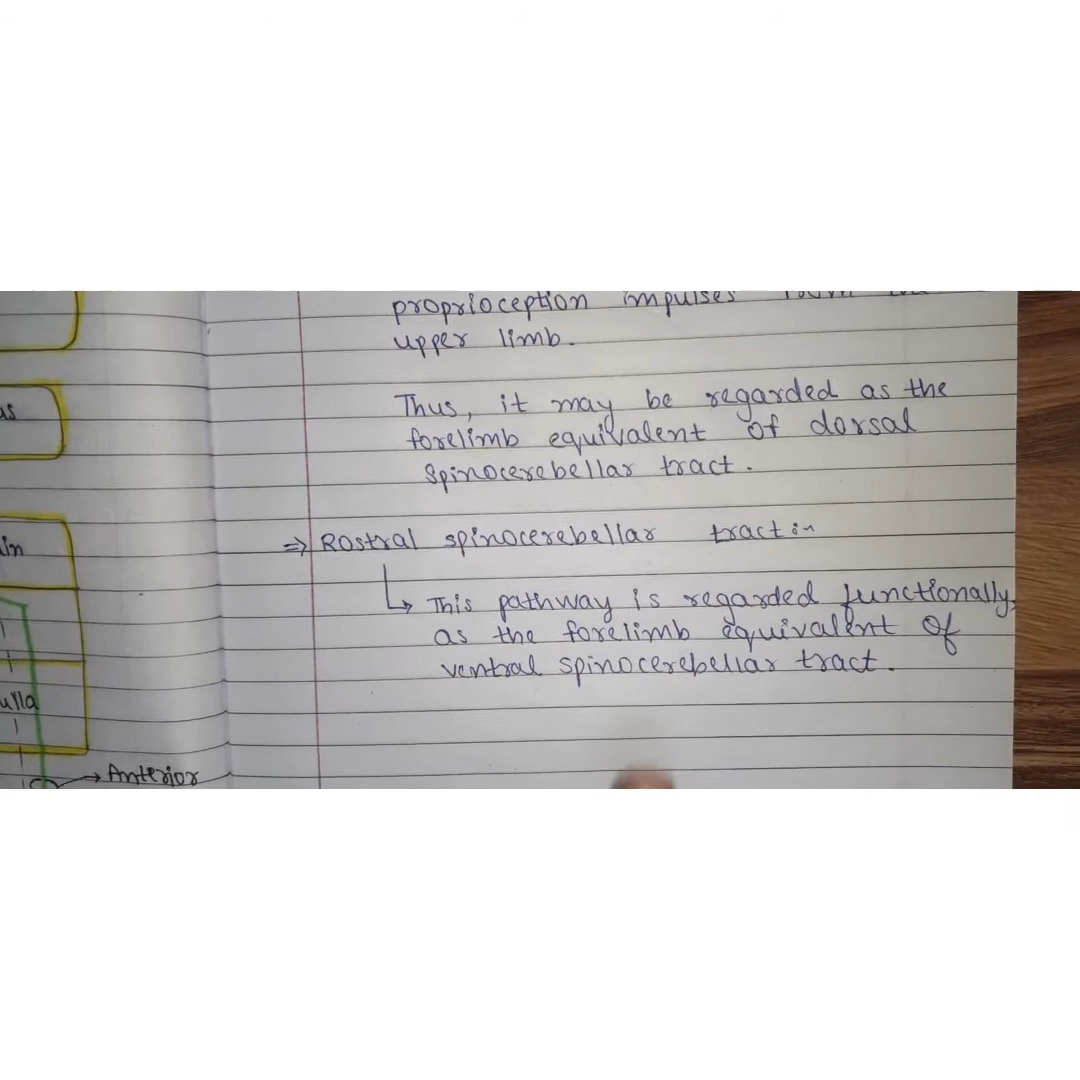 us
in
ulla
→ Anterior
proprioception impulses
upper limb.
Thus, it may be regarded as the
forelimb equivalent of dorsal
spinocerebellar tract.
⇒ Rostral spinocerebellar tract :-
↳ This pathway is regarded functionally
as the forelimb equivalent of
ventral spinocerebellar tract.